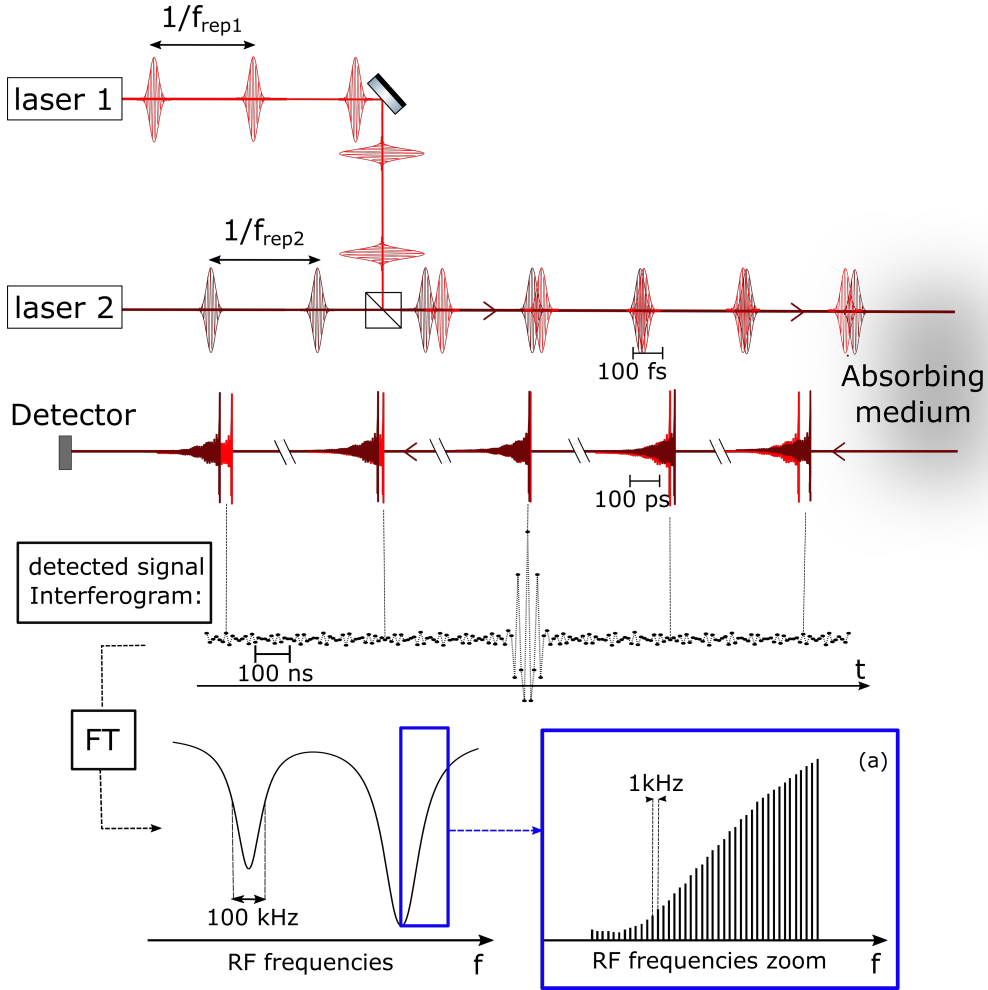 1/frep1
laser 1
1/frep2
laser 2
100 fs
Absorbing
medium
Detector
100 ps
detected signal
Interferogram:
100 ns
t
FT
(a)
1kHz
100 kHz
RF frequencies
f
RF frequencies zoom
f